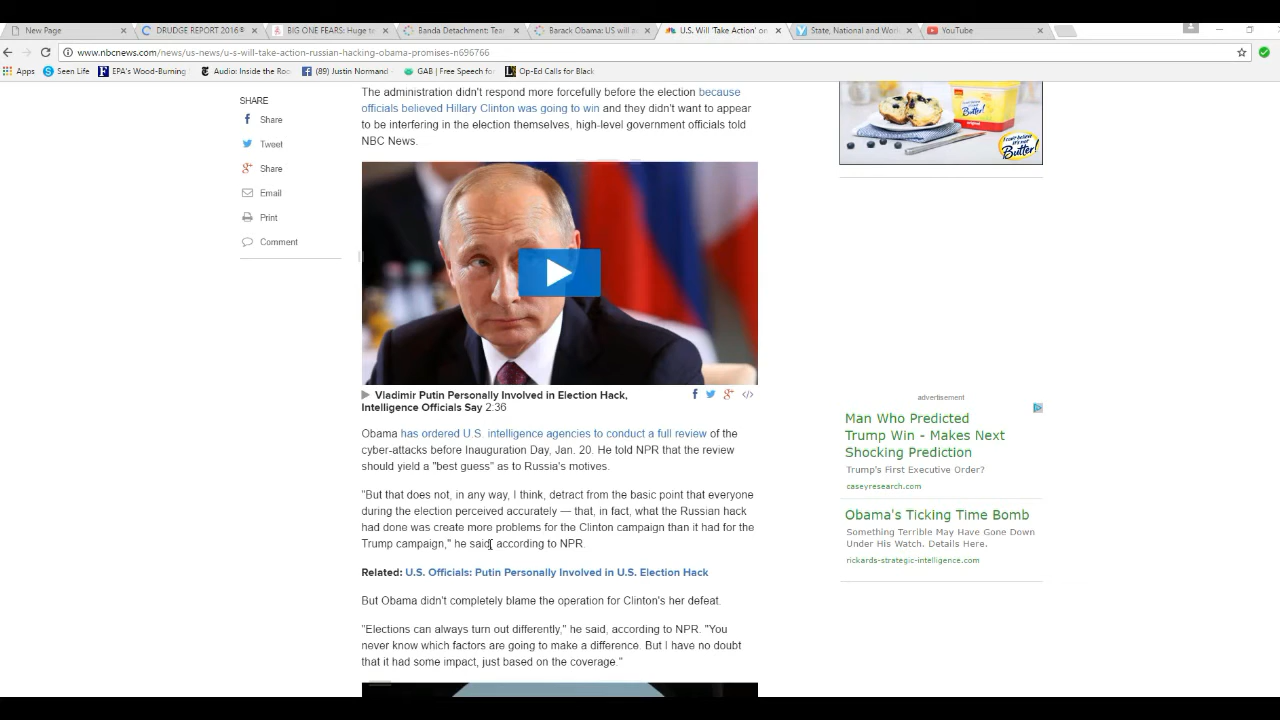 New Page
DRUDGE REPORT 2016®
BIG ONE FEARS: Huge te
Banda Detachment: Tear
Barack Obama: US will a
U.S. Will 'Take Action' on
State, National and Wor
YouTube
www.nbcnews.com/news/us-news/u-s-will-take-action-russian-hacking-obama-promises-n696766
Apps
Seen Life
EPA's Wood-Burning
Audio: Inside the Ro
(89) Justin Normand
GAB | Free Speech fo
Op-Ed Calls for Black
SHARE
Share
Tweet
Share
Email
Print
Comment
The administration didn't respond more forcefully before the election because
officials believed Hillary Clinton was going to win and they didn't want to appear
to be interfering in the election themselves, high-level government officials told
NBC News.
Vladimir Putin Personally Involved in Election Hack,
Intelligence Officials Say 2:36
Obama has ordered U.S. intelligence agencies to conduct a full review of the
cyber-attacks before Inauguration Day, Jan. 20. He told NPR that the review
should yield a "best guess" as to Russia's motives.
"But that does not, in any way, I think, detract from the basic point that everyone
during the election perceived accurately — that, in fact, what the Russian hack
had done was create more problems for the Clinton campaign than it had for the
Trump campaign," he said, according to NPR.
Related: U.S. Officials: Putin Personally Involved in U.S. Election Hack
But Obama didn't completely blame the operation for Clinton's her defeat.
"Elections can always turn out differently," he said, according to NPR. "You
never know which factors are going to make a difference. But I have no doubt
that it had some impact, just based on the coverage."
Butter!
original
I can't believe it's not
Butter!
advertisement
Man Who Predicted
Trump Win - Makes Next
Shocking Prediction
Trump's First Executive Order?
caseyresearch.com
Obama's Ticking Time Bomb
Something Terrible May Have Gone Down
Under His Watch. Details Here.
rickards-strategic-intelligence.com